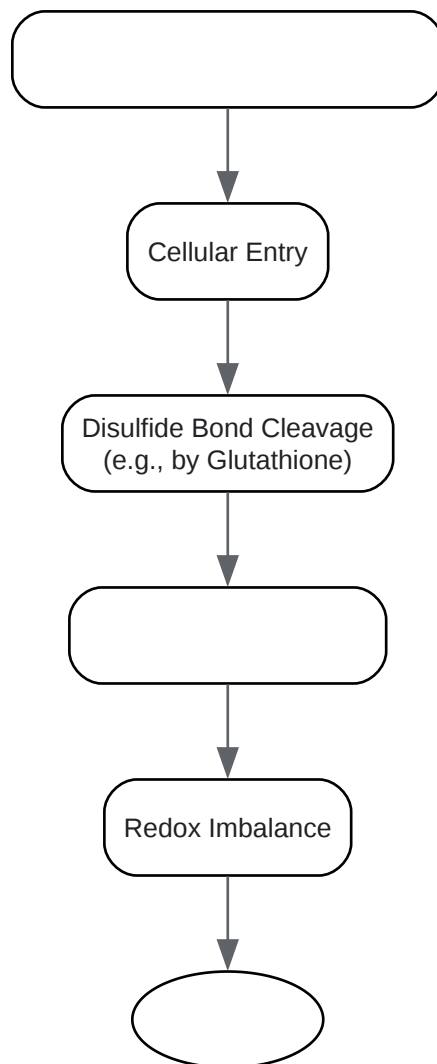 Cellular Entry
Disulfide Bond Cleavage
(e.g., by Glutathione)
Redox Imbalance